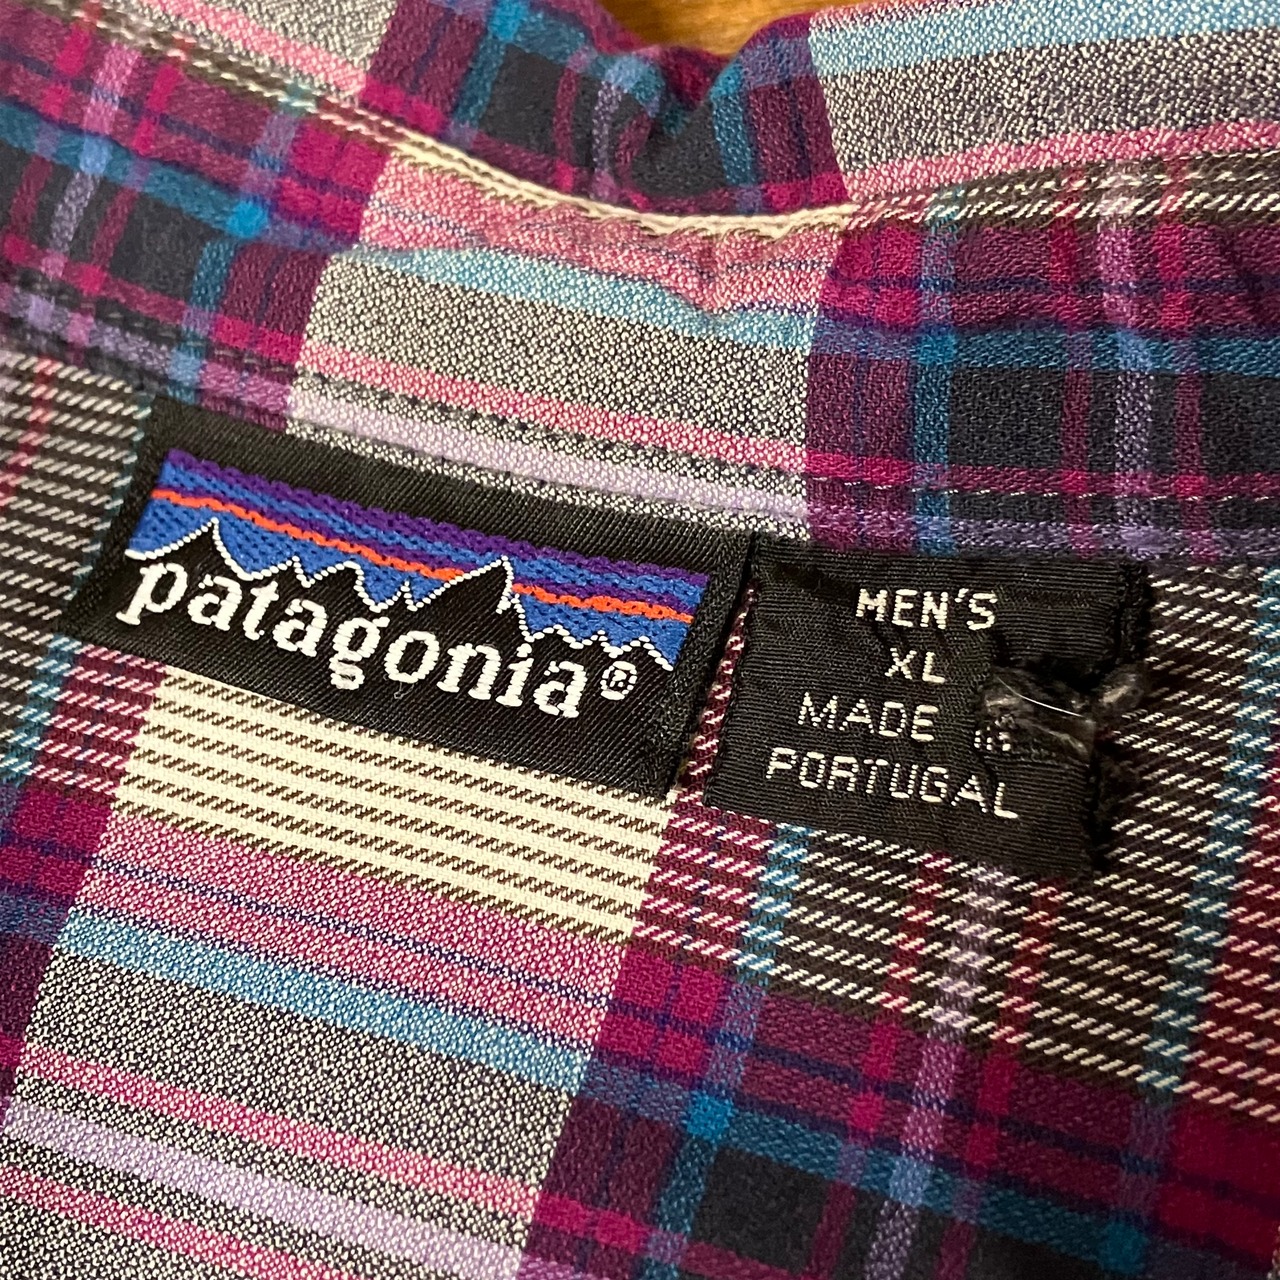 patagonia®
MEN'S
XL
MADE IN
PORTUGAL